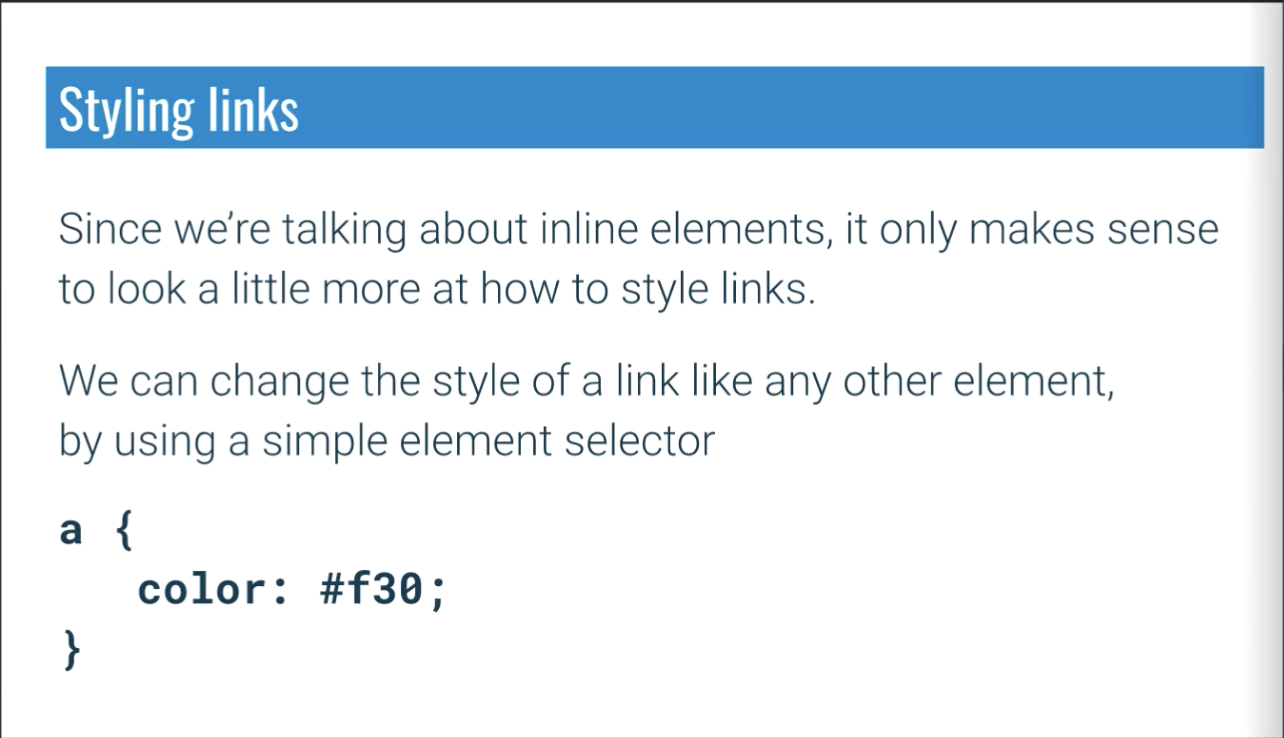 Styling links
Since we’re talking about inline elements, it only makes sense
to look a little more at how to style links.
We can change the style of a link like any other element,
by using a simple element selector
a {
   color: #f30;
}